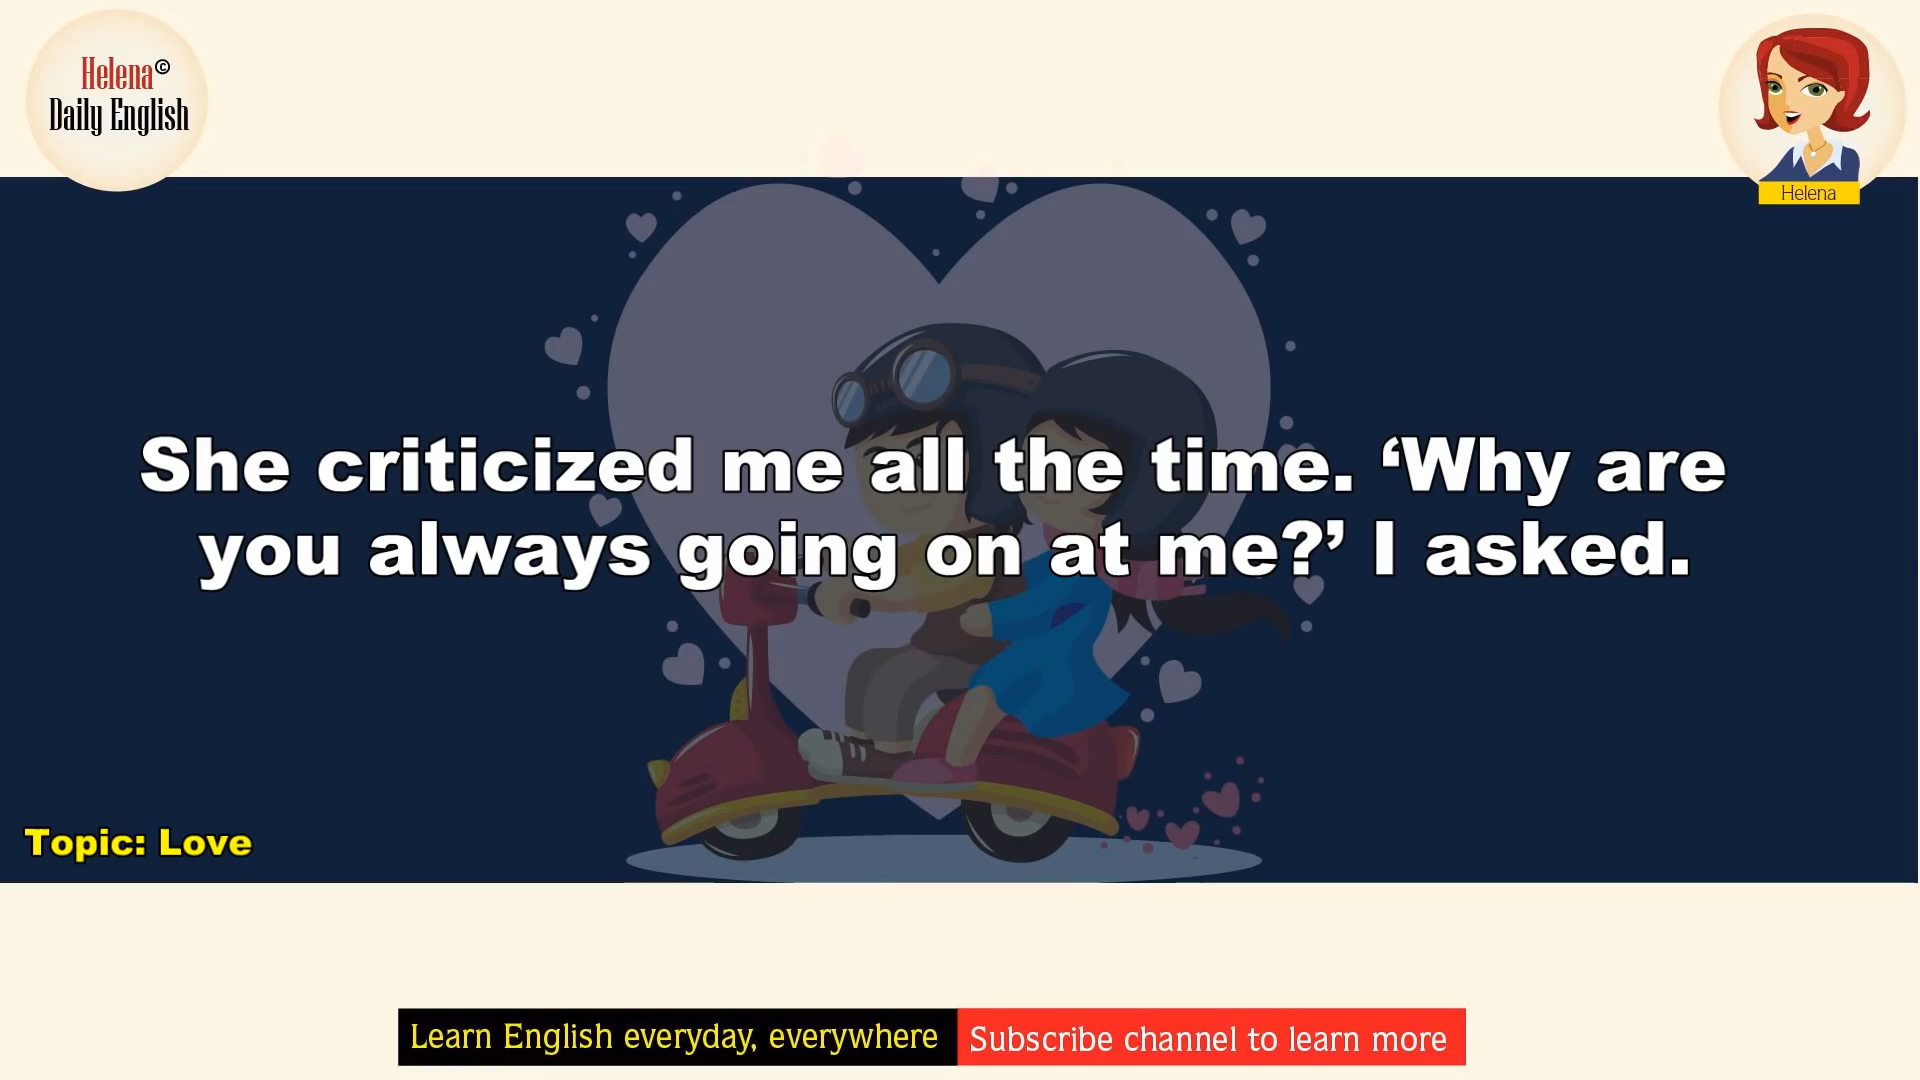 Helena©
Daily English
Helena
She criticized me all the time. ‘Why are
you always going on at me?’ I asked.
Topic: Love
Learn English everyday, everywhere
Subscribe channel to learn more